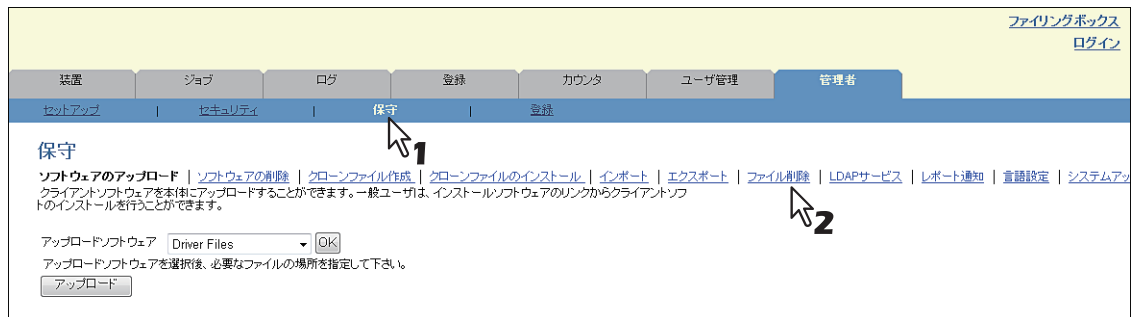 ファイリングボックス
ログイン
装置 ジョブ ログ 登録 カウンタ ユーザ管理 管理者
セットアップ | セキュリティ | 保守 | 登録
1
保守
ソフトウェアのアップロード | ソフトウェアの削除 | クローンファイル作成 | クローンファイルのインストール | インポート | エクスポート | ファイル削除 | LDAPサービス | レポート通知 | 言語設定 | システムアッ
クライアントソフトウェアを本体にアップロードすることができます。一般ユーザは、インストールソフトウェアのリンクからクライアントソフ
トのインストールを行うことができます。
2
アップロードソフトウェア Driver Files OK
アップロードソフトウェアを選択後、必要なファイルの場所を指定して下さい。
アップロード